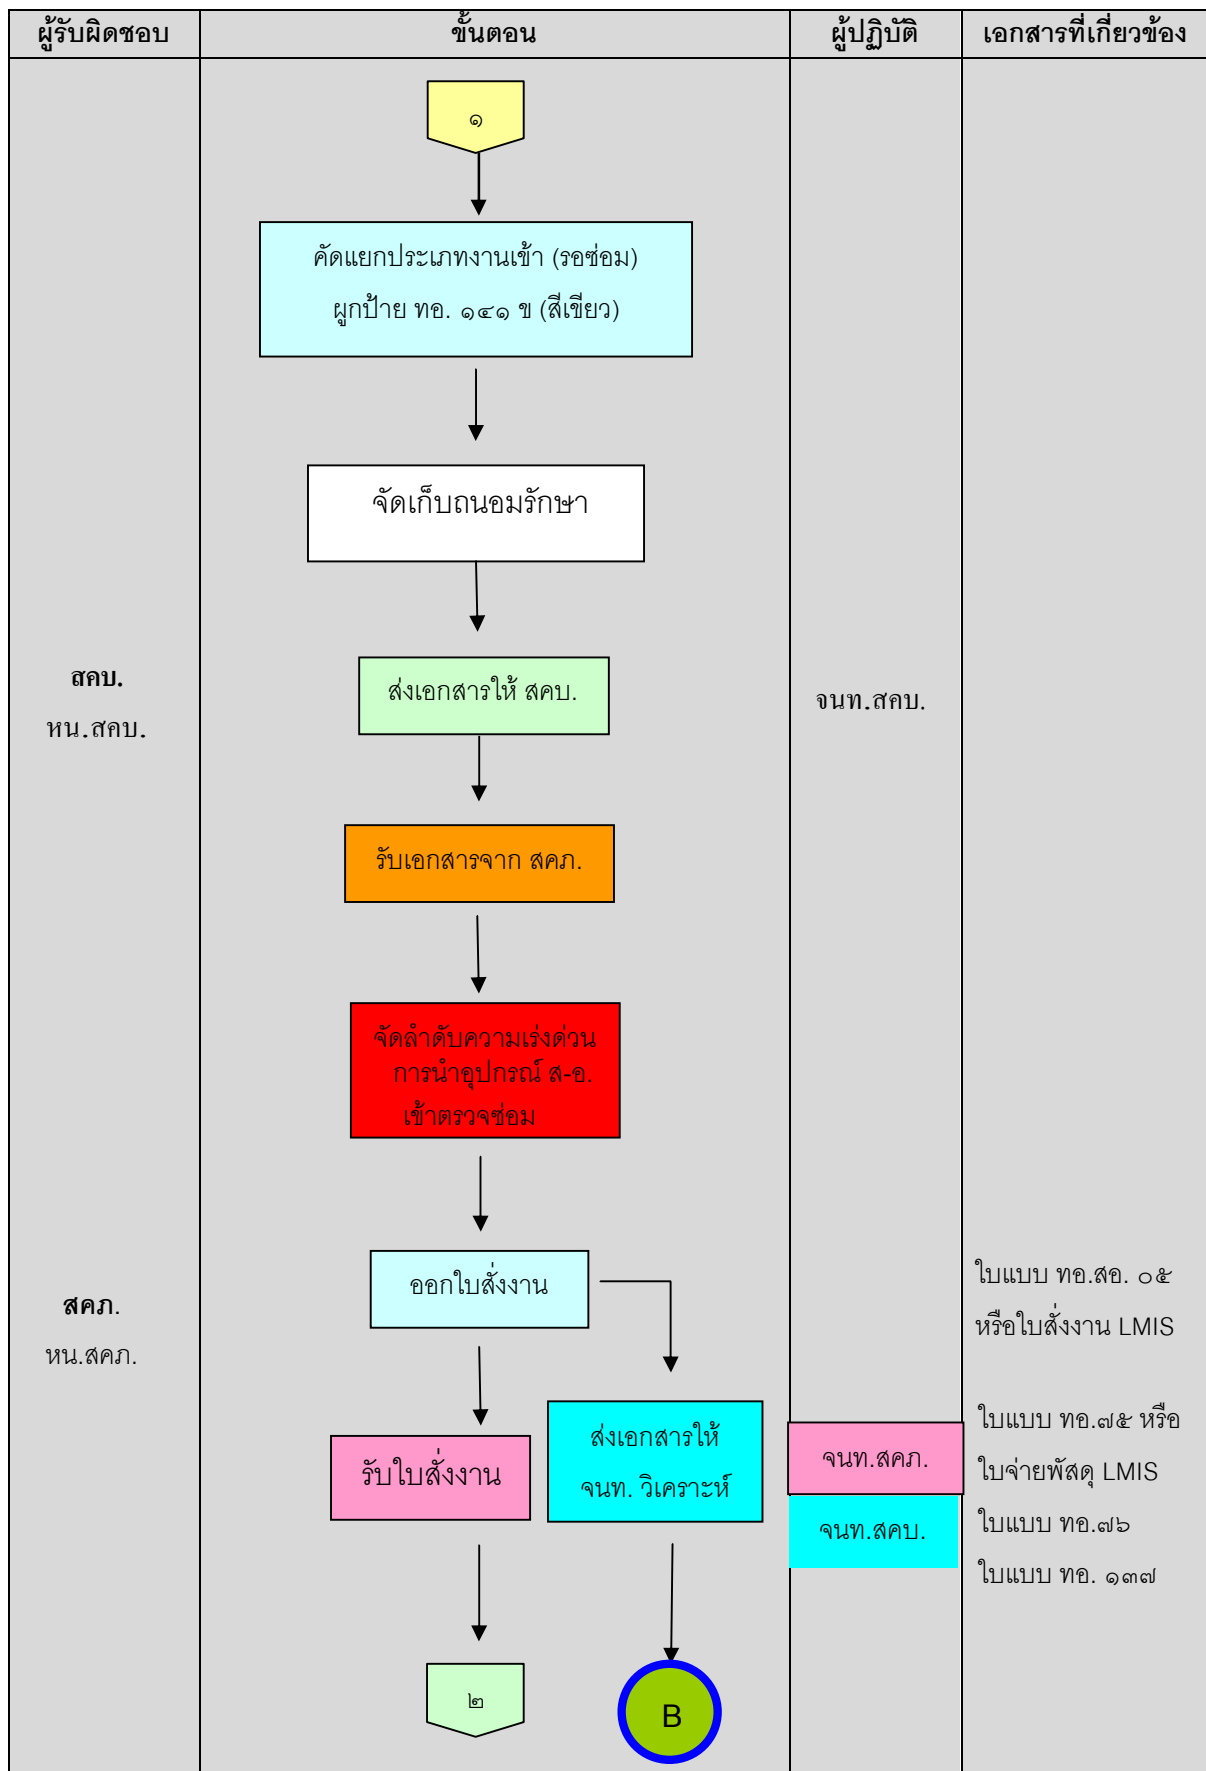 ผู้รับผิดชอบ
ขั้นตอน
ผู้ปฏิบัติ
เอกสารที่เกี่ยวข้อง
๑
คัดแยกประเภทงานเข้า (รอซ่อม)
ผูกป้าย ทอ. ๑๔๑ ข (สีเขียว)
จัดเก็บถนอมรักษา
สคบ.
หน.สคบ.
ส่งเอกสารให้ สคบ.
จนท.สคบ.
รับเอกสารจาก สคภ.
จัดลำดับความเร่งด่วน
การนำอุปกรณ์ ส-อ.
เข้าตรวจซ่อม
สคภ.
หน.สคภ.
ออกใบสั่งงาน
ใบแบบ ทอ.สอ. ๐๕
หรือใบสั่งงาน LMIS
รับใบสั่งงาน
ส่งเอกสารให้
จนท. วิเคราะห์
จนท.สคภ.
จนท.สคบ.
ใบแบบ ทอ.๗๕ หรือ
ใบจ่ายพัสดุ LMIS
ใบแบบ ทอ.๗๖
ใบแบบ ทอ. ๑๓๗
๒
B